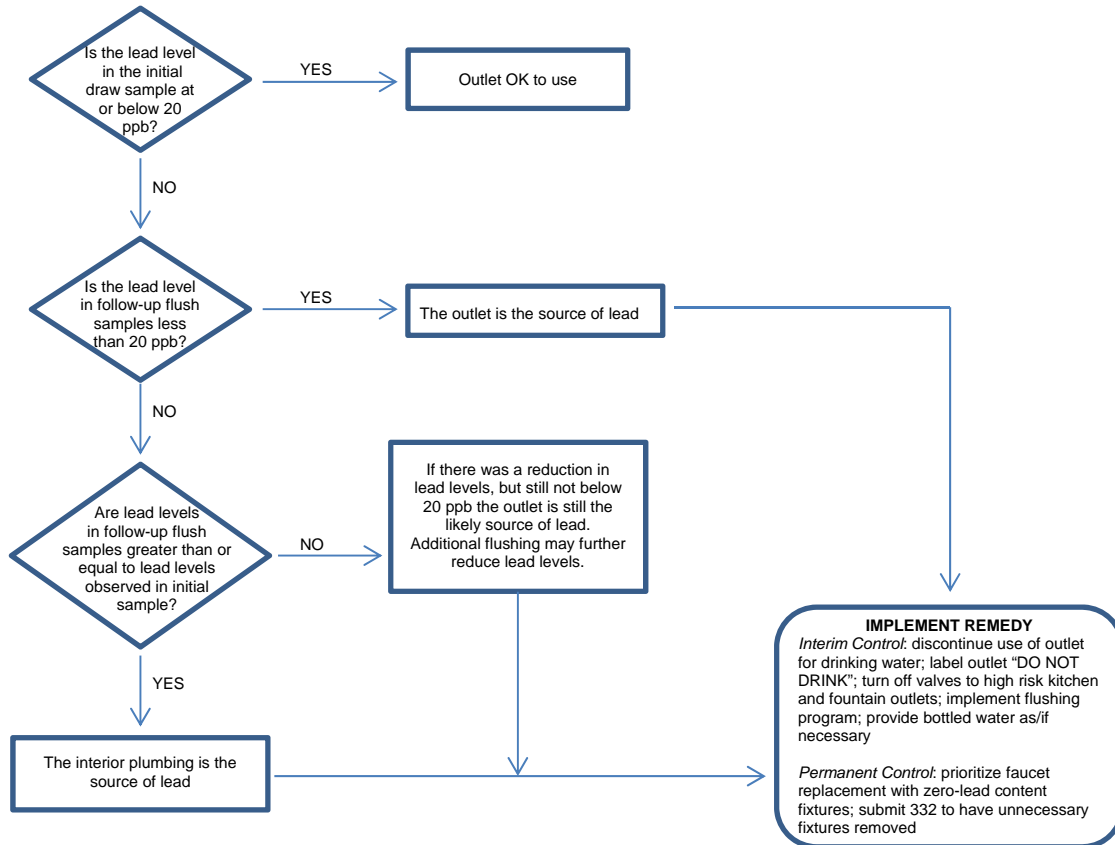 Is the lead level
in the initial
draw sample at
or below 20
ppb?
YES
Outlet OK to use
NO
Is the lead level
in follow-up flush
samples less
than 20 ppb?
YES
The outlet is the source of lead
NO
Are lead levels
in follow-up flush
samples greater than or
equal to lead levels
observed in initial
sample?
NO
If there was a reduction in
lead levels, but still not below
20 ppb the outlet is still the
likely source of lead.
Additional flushing may further
reduce lead levels.
YES
The interior plumbing is the
source of lead
IMPLEMENT REMEDY
Interim Control: discontinue use of outlet
for drinking water; label outlet “DO NOT
DRINK”; turn off valves to high risk kitchen
and fountain outlets; implement flushing
program; provide bottled water as/if
necessary
Permanent Control: prioritize faucet
replacement with zero-lead content
fixtures; submit 332 to have unnecessary
fixtures removed